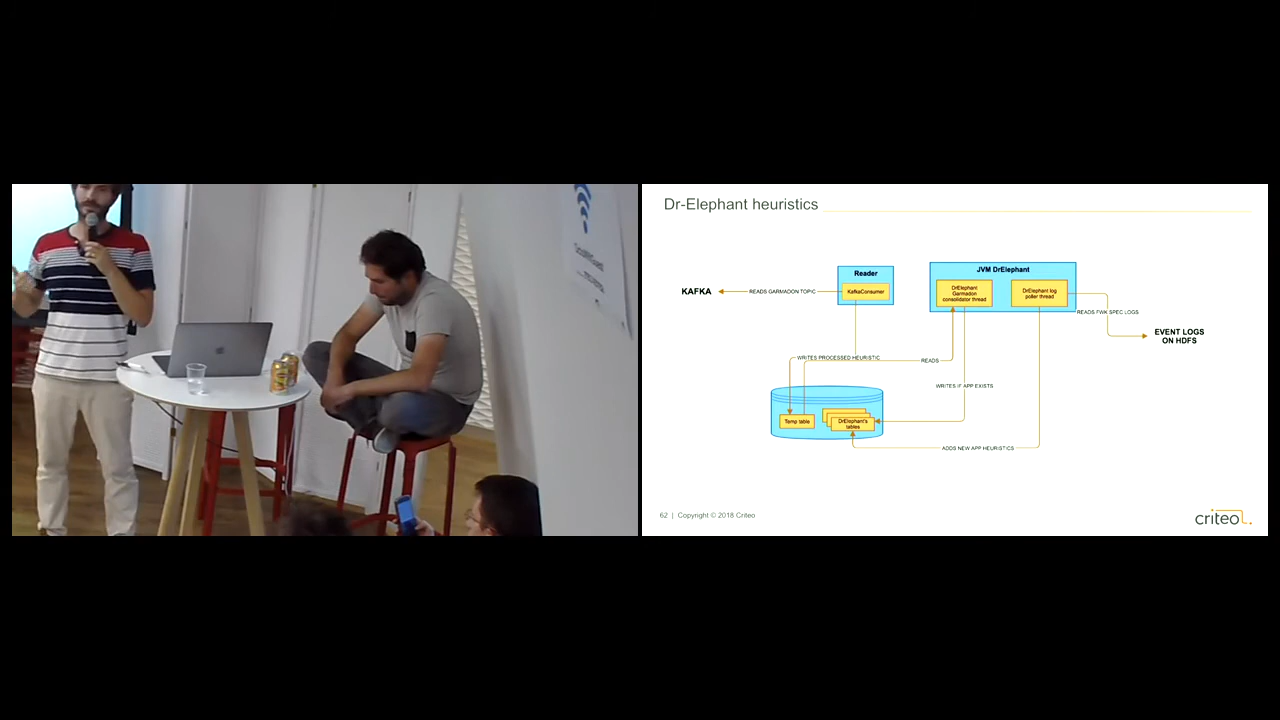 Dr-Elephant heuristics
Reader
KafkaConsumer
JVM DrElephant
DrElephant
Garmadon
consolidator thread
DrElephant log
poller thread
KAFKA
READS GARMADON TOPIC
READS FWK SPEC LOGS
EVENT LOGS
ON HDFS
WRITES PROCESSED HEURISTIC
READS
WRITES IF APP EXISTS
Temp table
DrElephant's
tables
ADDS NEW APP HEURISTICS
62 | Copyright © 2018 Criteo
criteo